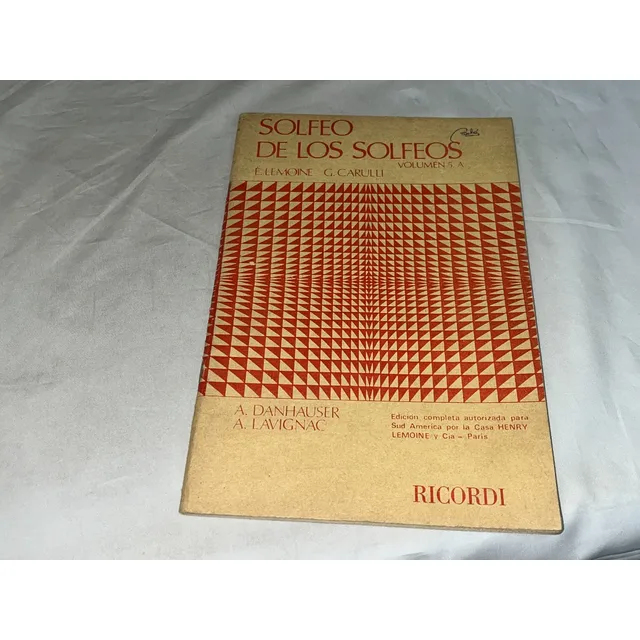 SOLFEO
DE LOS SOLFEOS
VOLUMEN 5 A
E. LEMOINE G. CARULLI
A. DANHAUSER
A. LAVIGNAC
Edicion completa autorizada para
Sud America por la Casa HENRY
LEMOINE y Cia - Paris
RICORDI